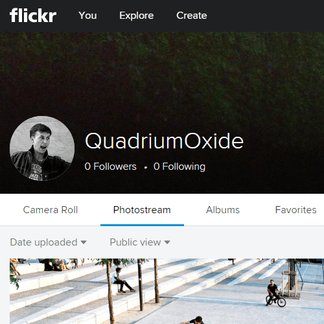 flickr You Explore Create
QuadriumOxide
0 Followers • 0 Following
Camera Roll Photostream Albums Favorites
Date uploaded Public view